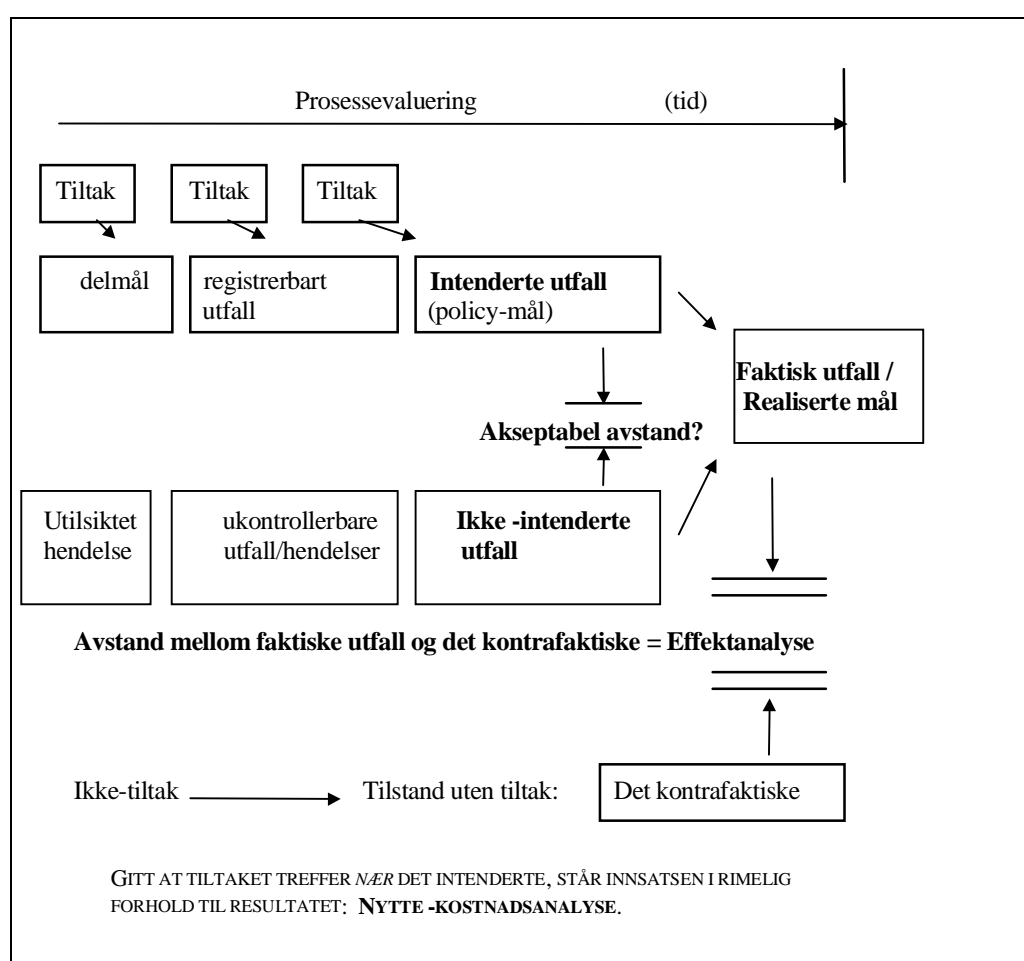 Prosessevaluering (tid)
Tiltak Tiltak Tiltak
delmål registrerbart Intenderte utfall
utfall (policy-mål)
Faktisk utfall /
Realiserte mål
Akseptabel avstand?
Utilsiktet ukontrollerbare Ikke -intenderte
hendelse utfall/hendelser utfall
Avstand mellom faktiske utfall og det kontrafaktiske = Effektanalyse
Ikke-tiltak Tilstand uten tiltak: Det kontrafaktiske
GITT AT TILTAKET TREFFER NÆR DET INTENDERTE, STÅR INNSATSEN I RIMELIG
FORHOLD TIL RESULTATET: NYTTE -KOSTNADSANALYSE.